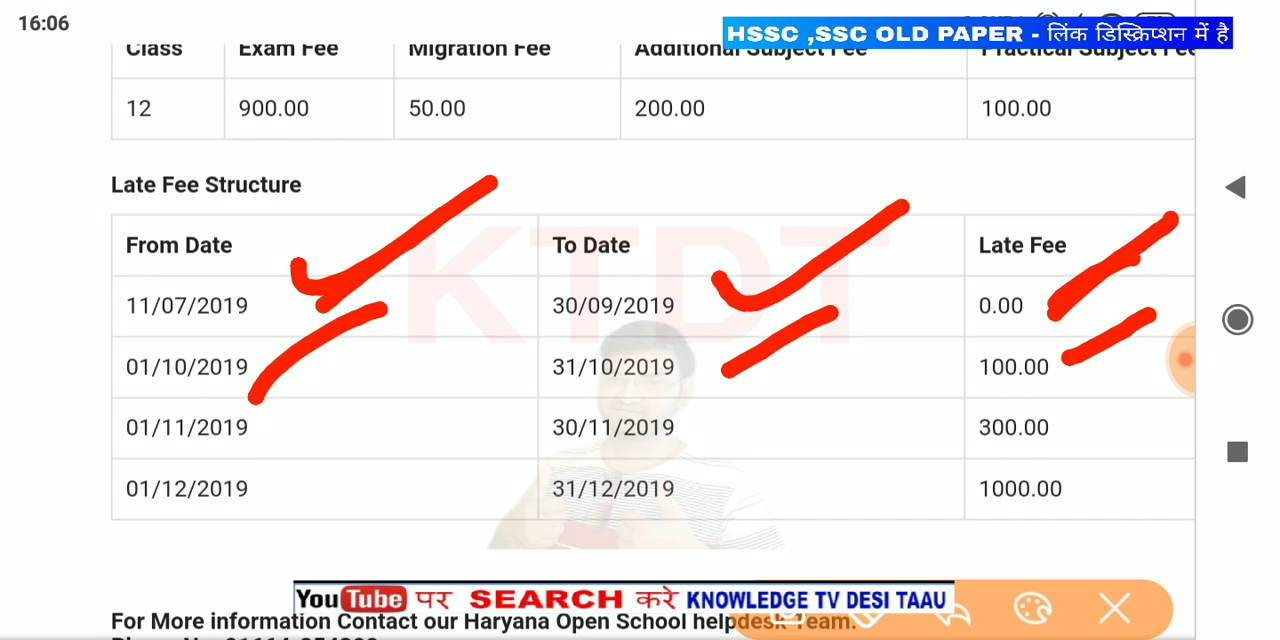 16:06
HSSC ,SSC OLD PAPER - लिंक डिस्क्रिप्शन में है
Class Exam Fee Migration Fee Additional Subject Fee Practical Subject Fee
12 900.00 50.00 200.00 100.00
Late Fee Structure
From Date To Date Late Fee
11/07/2019 30/09/2019 0.00
01/10/2019 31/10/2019 100.00
01/11/2019 30/11/2019 300.00
01/12/2019 31/12/2019 1000.00
KTDT
YouTube पर SEARCH करे KNOWLEDGE TV DESI TAAU
For More information Contact our Haryana Open School helpdesk Team.